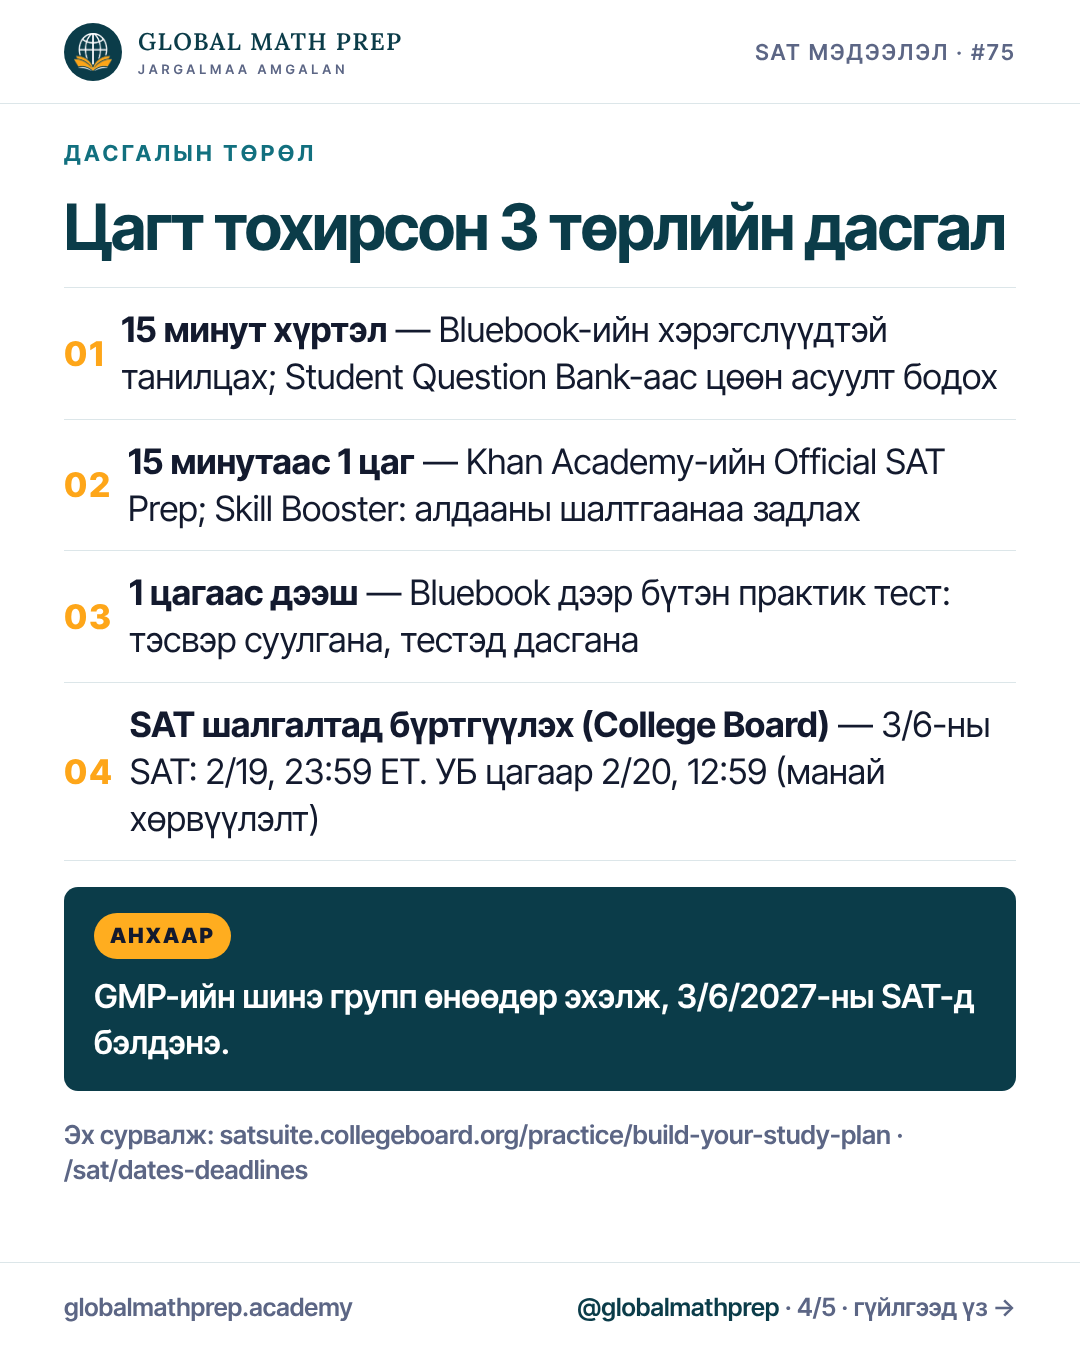 GLOBAL MATH PREP
JARGALMAA AMGALAN
SAT МЭДЭЭЛЭЛ · #75
ДАСГАЛЫН ТӨРӨЛ
Цагт тохирсон 3 төрлийн дасгал
01 15 минут хүртэл — Bluebook-ийн хэрэгслүүдтэй
танилцах; Student Question Bank-аас цөөн асуулт бодох
02 15 минутаас 1 цаг — Khan Academy-ийн Official SAT
Prep; Skill Booster: алдааны шалтгаанаа задлах
03 1 цагаас дээш — Bluebook дээр бүтэн практик тест:
тэсвэр суулгана, тестэд дасгана
04 SAT шалгалтад бүртгүүлэх (College Board) — 3/6-ны
SAT: 2/19, 23:59 ET. УБ цагаар 2/20, 12:59 (манай
хөрвүүлэлт)
АНХААР
GMP-ийн шинэ групп өнөөдөр эхэлж, 3/6/2027-ны SAT-д
бэлдэнэ.
Эх сурвалж: satsuite.collegeboard.org/practice/build-your-study-plan ·
/sat/dates-deadlines
globalmathprep.academy
@globalmathprep · 4/5 · гүйлгээд үз →